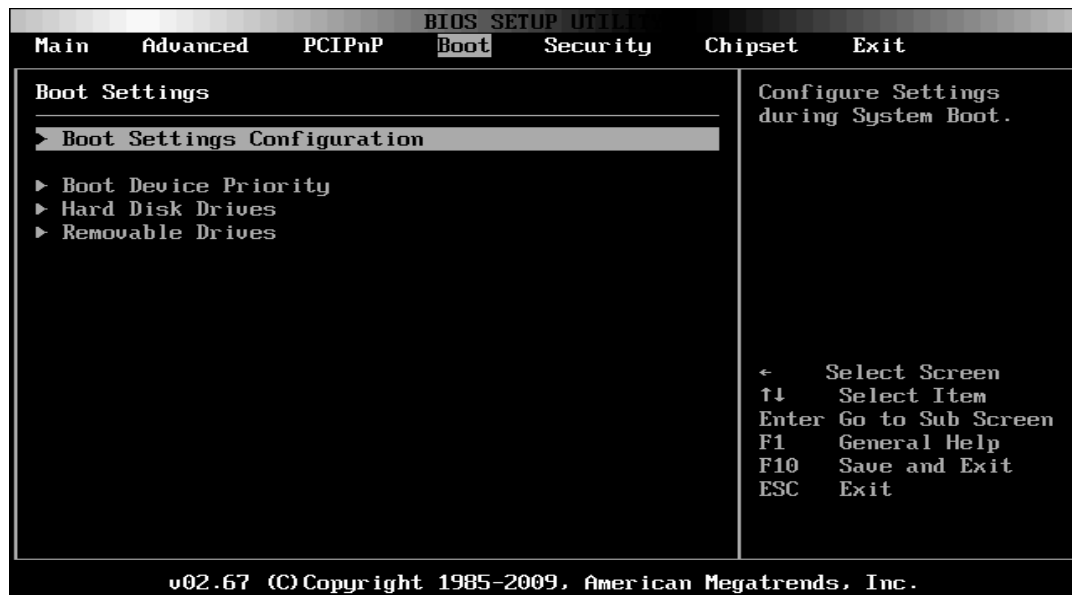 BIOS SETUP UTILITY
Main Advanced PCIPnP Boot Security Chipset Exit
Boot Settings
▶ Boot Settings Configuration
▶ Boot Device Priority
▶ Hard Disk Drives
▶ Removable Drives
Configure Settings
during System Boot.
← Select Screen
↑↓ Select Item
Enter Go to Sub Screen
F1 General Help
F10 Save and Exit
ESC Exit
v02.67 (C)Copyright 1985-2009, American Megatrends, Inc.